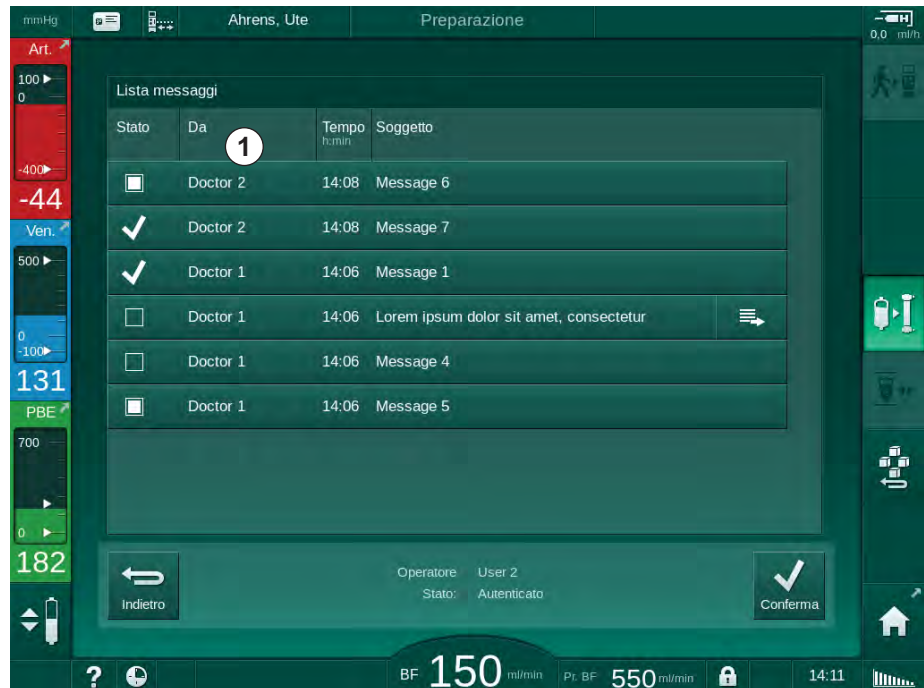 mmHg Ahrens, Ute Preparazione 0,0 ml/h
Art.
100
0
-400
-44
Ven.
500
0
-100
131
PBE
700
0
182
Lista messaggi
Stato Da Tempo Soggetto
h:min
1
Doctor 2 14:08 Message 6
Doctor 2 14:08 Message 7
Doctor 1 14:06 Message 1
Doctor 1 14:06 Lorem ipsum dolor sit amet, consectetur
Doctor 1 14:06 Message 4
Doctor 1 14:06 Message 5
Indietro
Operatore User 2
Stato: Autenticato
Conferma
? BF 150 ml/min Pr. BF 550 ml/min 14:11